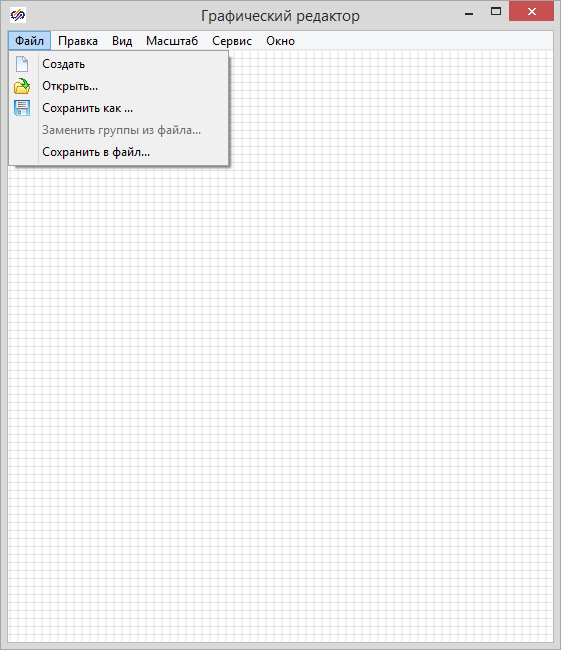 Графический редактор
Файл Правка Вид Масштаб Сервис Окно
Создать
Открыть...
Сохранить как ...
Заменить группы из файла...
Сохранить в файл...